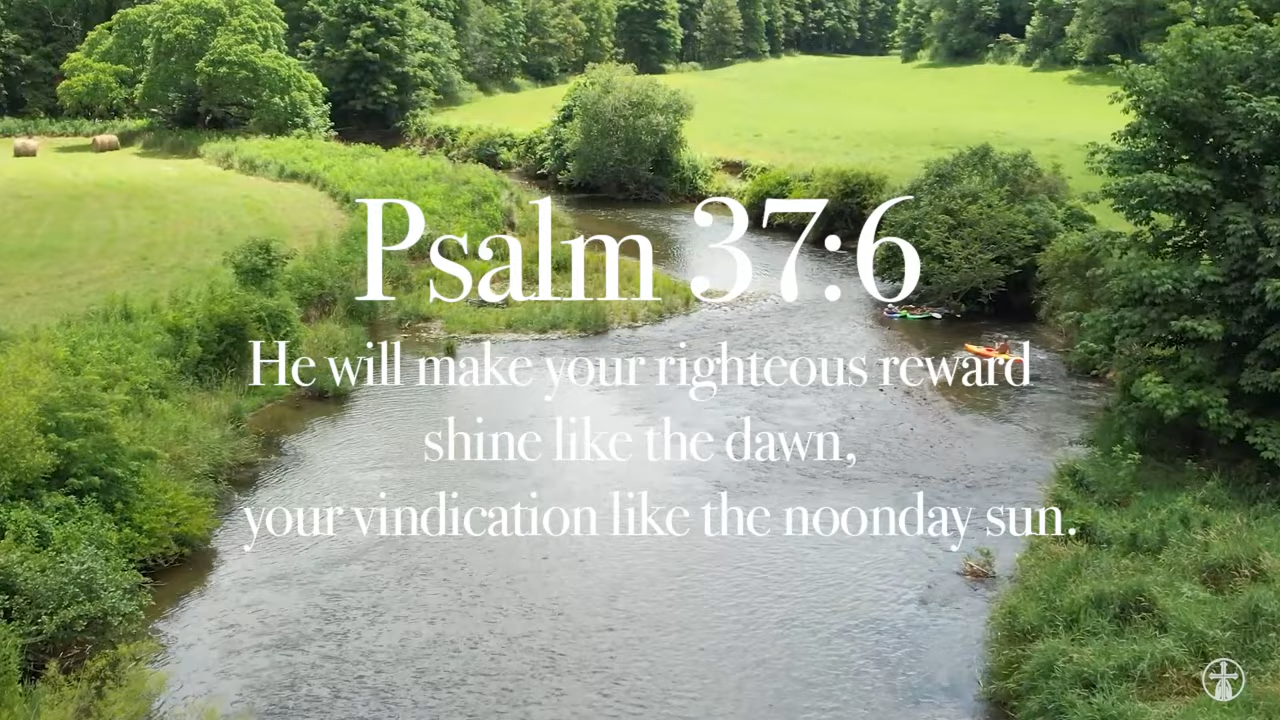 Psalm 37:6
He will make your righteous reward
shine like the dawn,
your vindication like the noonday sun.